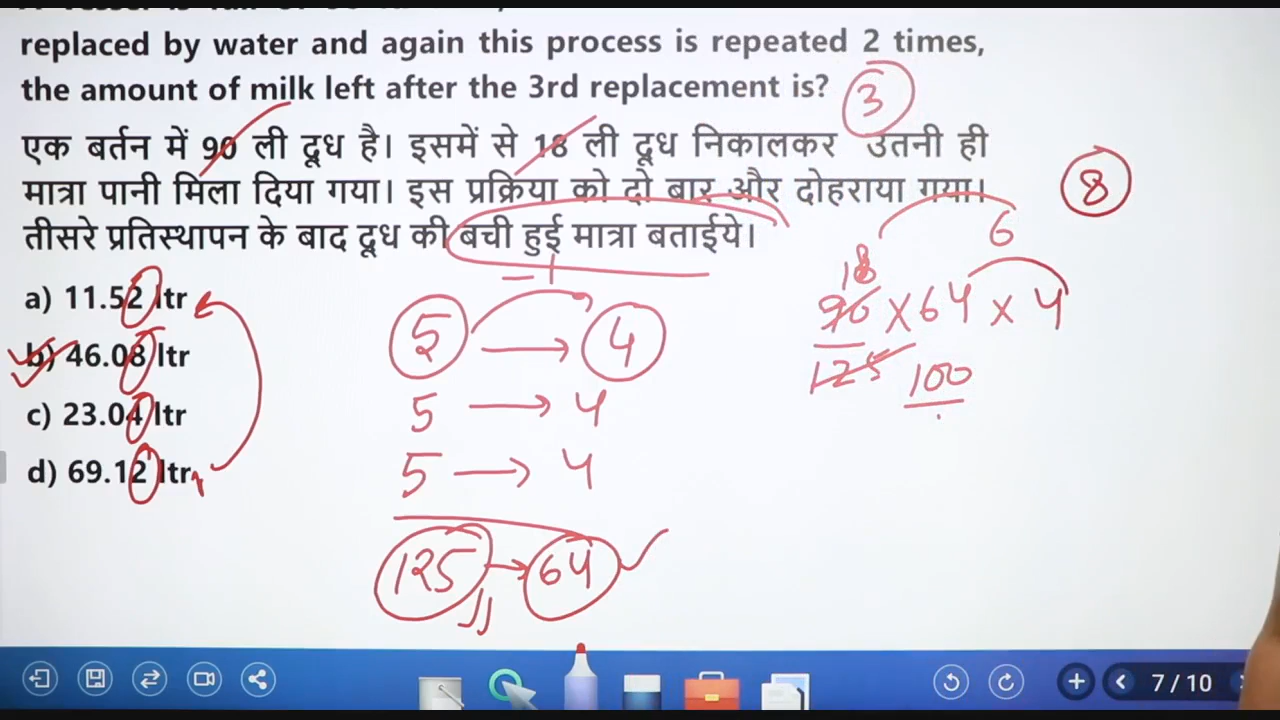 replaced by water and again this process is repeated 2 times,
the amount of milk left after the 3rd replacement is?
3
एक बर्तन में 90 ली दूध है। इसमें से 18 ली दूध निकालकर उतनी ही
मात्रा पानी मिला दिया गया। इस प्रक्रिया को दो बार और दोहराया गया।
8
तीसरे प्रतिस्थापन के बाद दूध की बची हुई मात्रा बताईये।
6
a) 11.52 ltr
b) 46.08 ltr
c) 23.04 ltr
d) 69.12 ltr
5 → 4
5 → 4
5 → 4
125 → 64
18
90 × 64 × 4
125 100
7 / 10